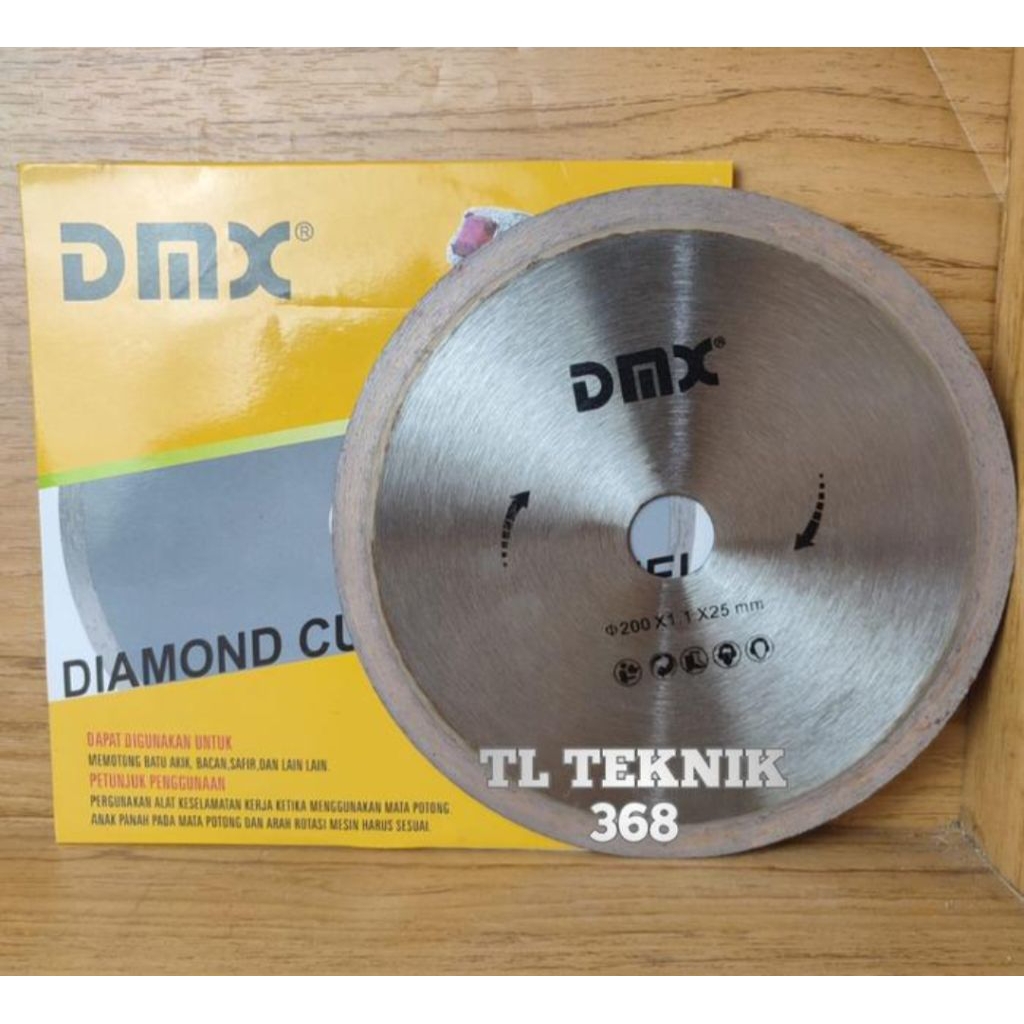 DMX®
DMX®
Φ200 X1.1 X25 mm
DIAMOND CU
DAPAT DIGUNAKAN UNTUK
MEMOTONG BATU AKIK, BACAN,SAFIR,DAN LAIN LAIN.
PETUNJUK PENGGUNAAN
PERGUNAKAN ALAT KESELAMATAN KERJA KETIKA MENGGUNAKAN MATA POTONG.
ANAK PANAH PADA MATA POTONG DAN ARAH ROTASI MESIN HARUS SESUAI.
TL TEKNIK
368